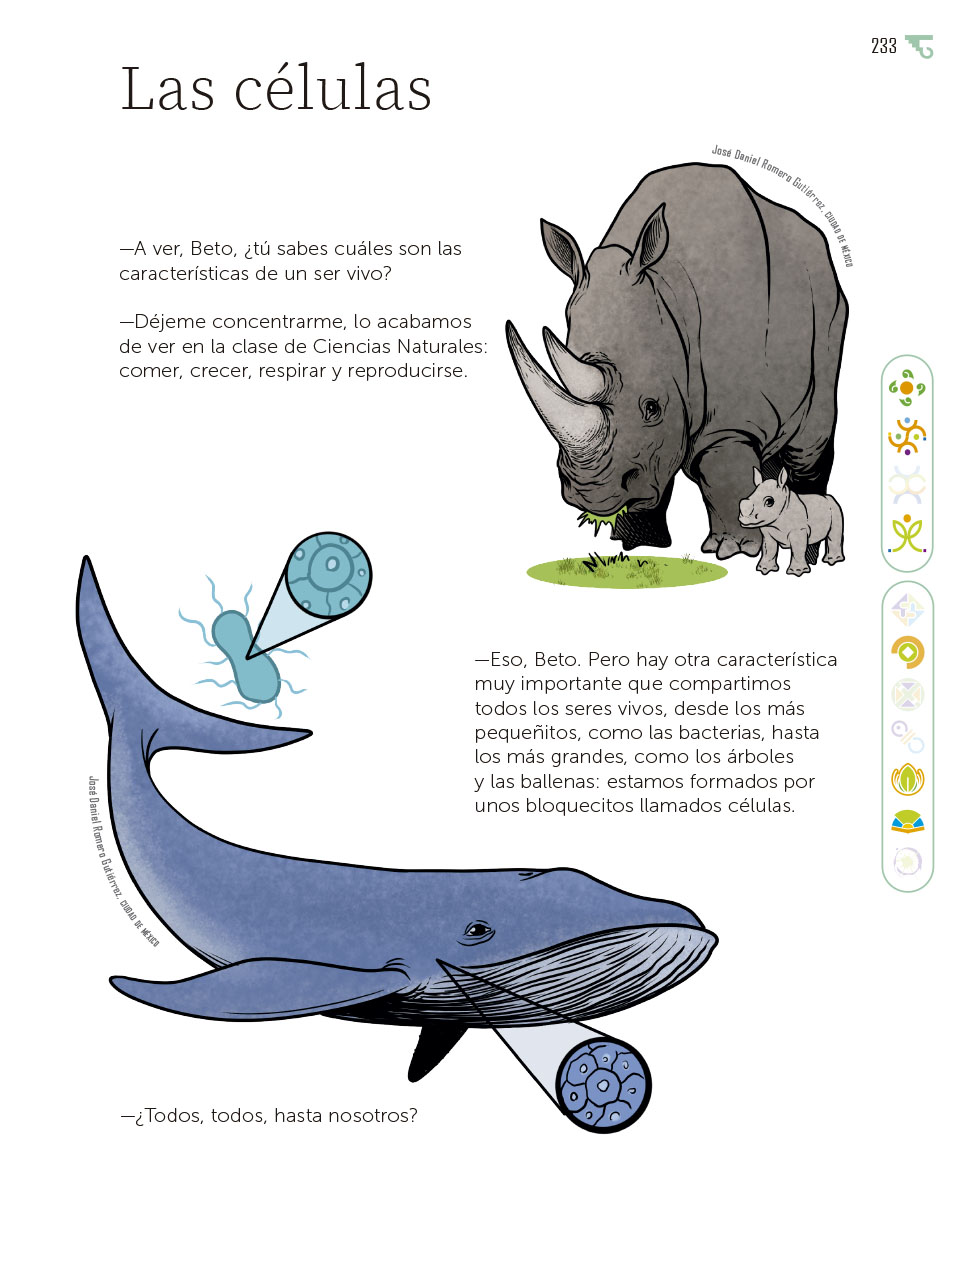 233
Las células
José Daniel Romero Gutiérrez, CIUDAD DE MÉXICO
—A ver, Beto, ¿tú sabes cuáles son las
características de un ser vivo?
—Déjeme concentrarme, lo acabamos
de ver en la clase de Ciencias Naturales:
comer, crecer, respirar y reproducirse.
—Eso, Beto. Pero hay otra característica
muy importante que compartimos
todos los seres vivos, desde los más
pequeñitos, como las bacterias, hasta
los más grandes, como los árboles
y las ballenas: estamos formados por
unos bloquecitos llamados células.
José Daniel Romero Gutiérrez, CIUDAD DE MÉXICO
—¿Todos, todos, hasta nosotros?